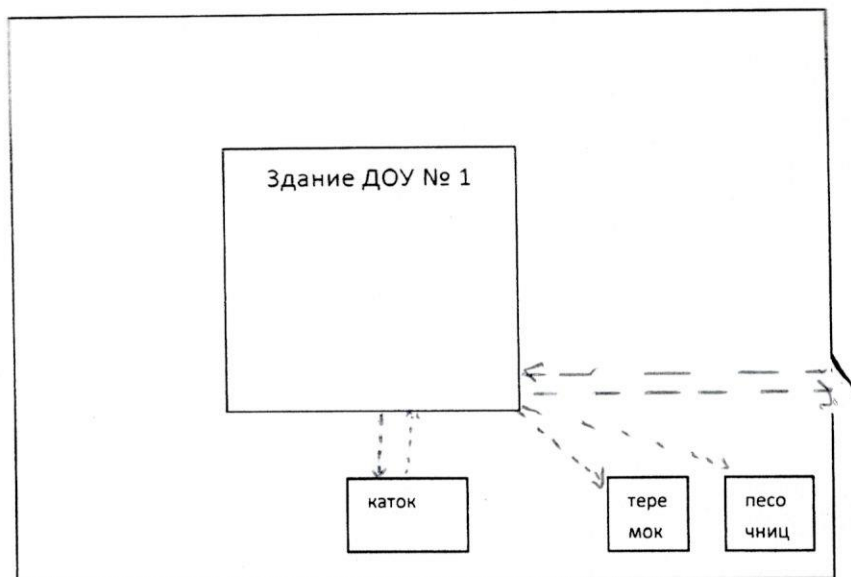 Здание ДОУ № 1
каток
тере
мок
песо
чниц